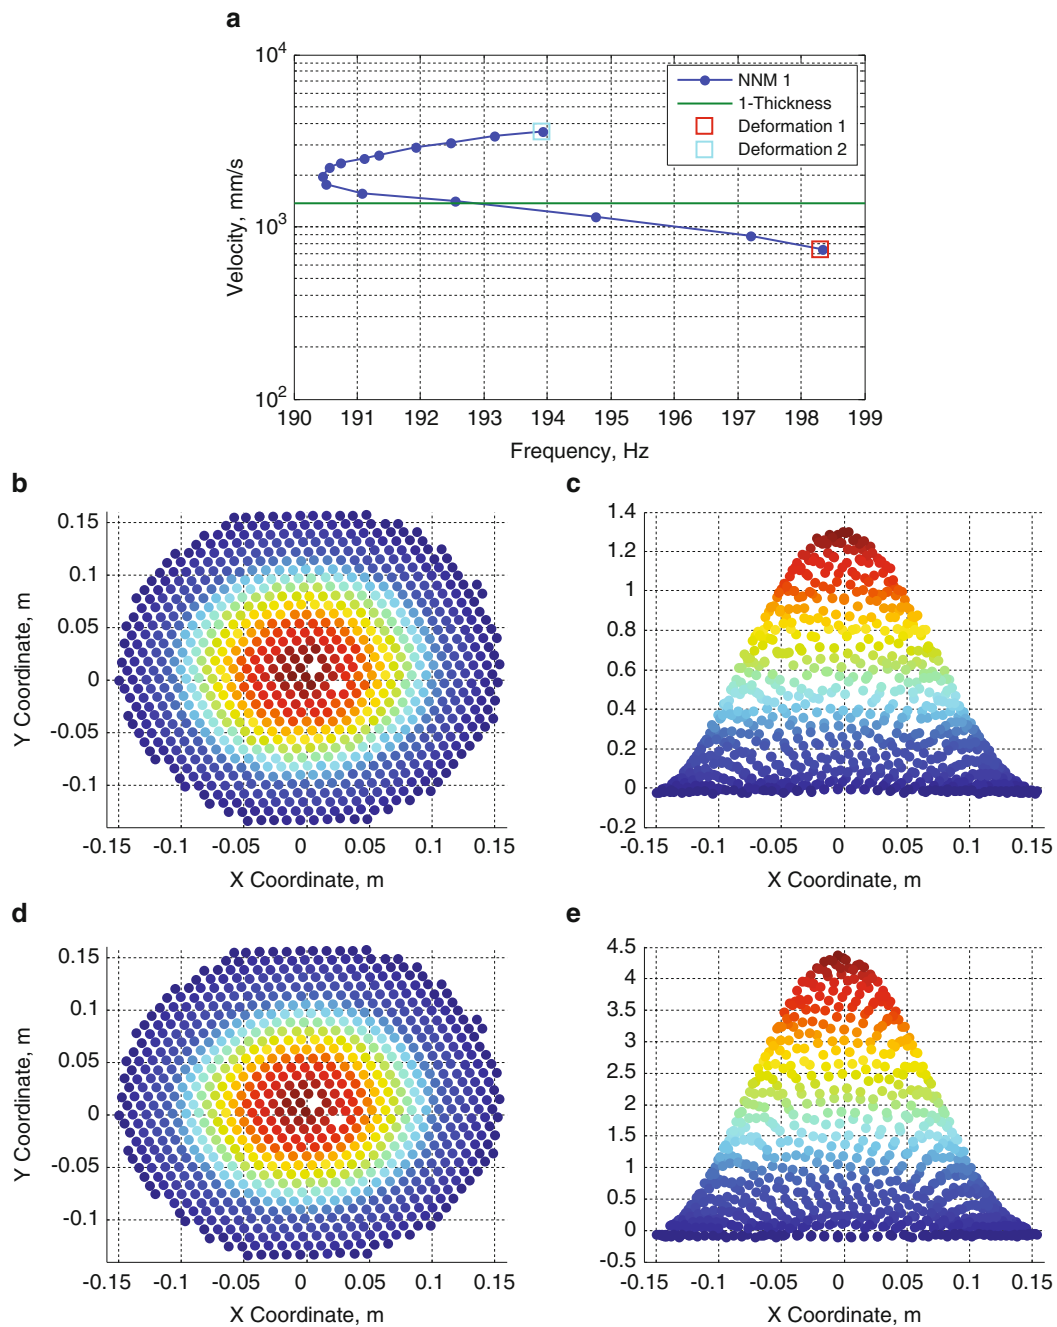 a
10^4
10^3
10^2
Velocity, mm/s
NNM 1
1-Thickness
Deformation 1
Deformation 2
190 191 192 193 194 195 196 197 198 199
Frequency, Hz
b
0.15
0.1
0.05
0
-0.05
-0.1
Y Coordinate, m
-0.15 -0.1 -0.05 0 0.05 0.1 0.15
X Coordinate, m
c
1.4
1.2
1
0.8
0.6
0.4
0.2
0
-0.2
-0.15 -0.1 -0.05 0 0.05 0.1 0.15
X Coordinate, m
d
0.15
0.1
0.05
0
-0.05
-0.1
Y Coordinate, m
-0.15 -0.1 -0.05 0 0.05 0.1 0.15
X Coordinate, m
e
4.5
4
3.5
3
2.5
2
1.5
1
0.5
0
-0.5
-0.15 -0.1 -0.05 0 0.05 0.1 0.15
X Coordinate, m